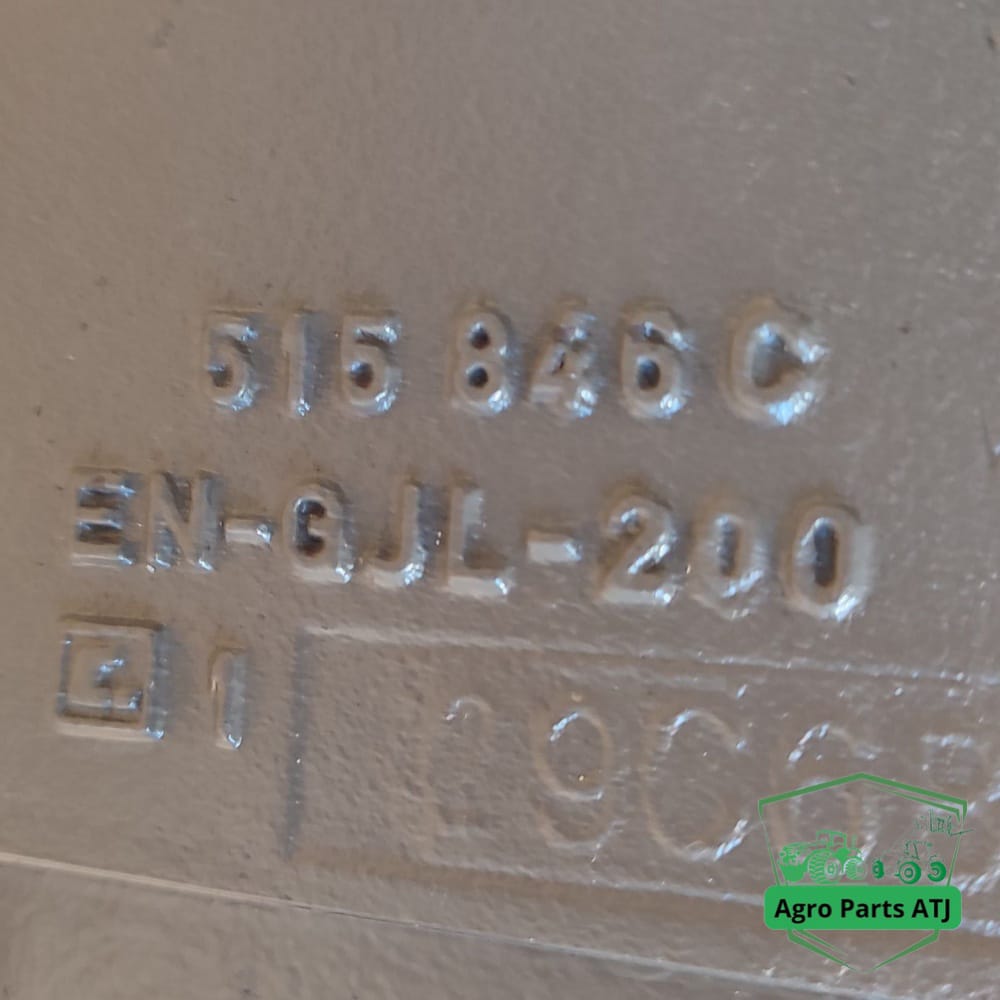 515 846 C
EN-GJL-200
1
Agro Parts ATJ